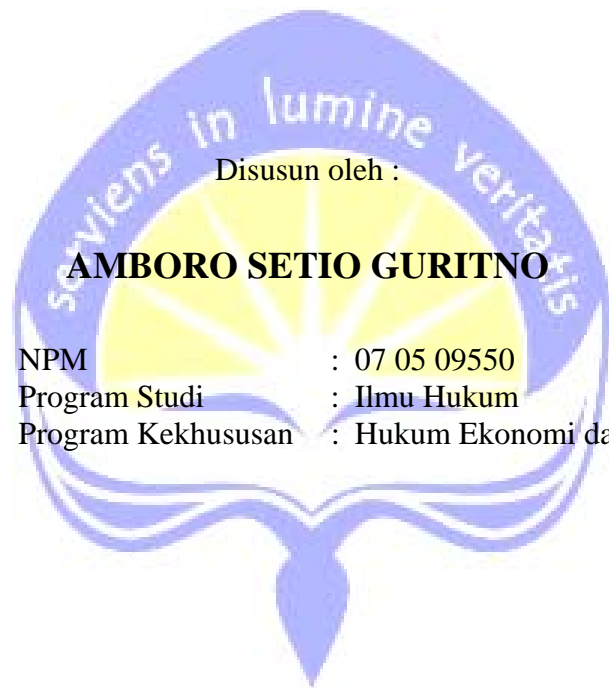 serviens in lumine veritatis
Disusun oleh :
AMBORO SETIO GURITNO
NPM : 07 05 09550
Program Studi : Ilmu Hukum
Program Kekhususan : Hukum Ekonomi da